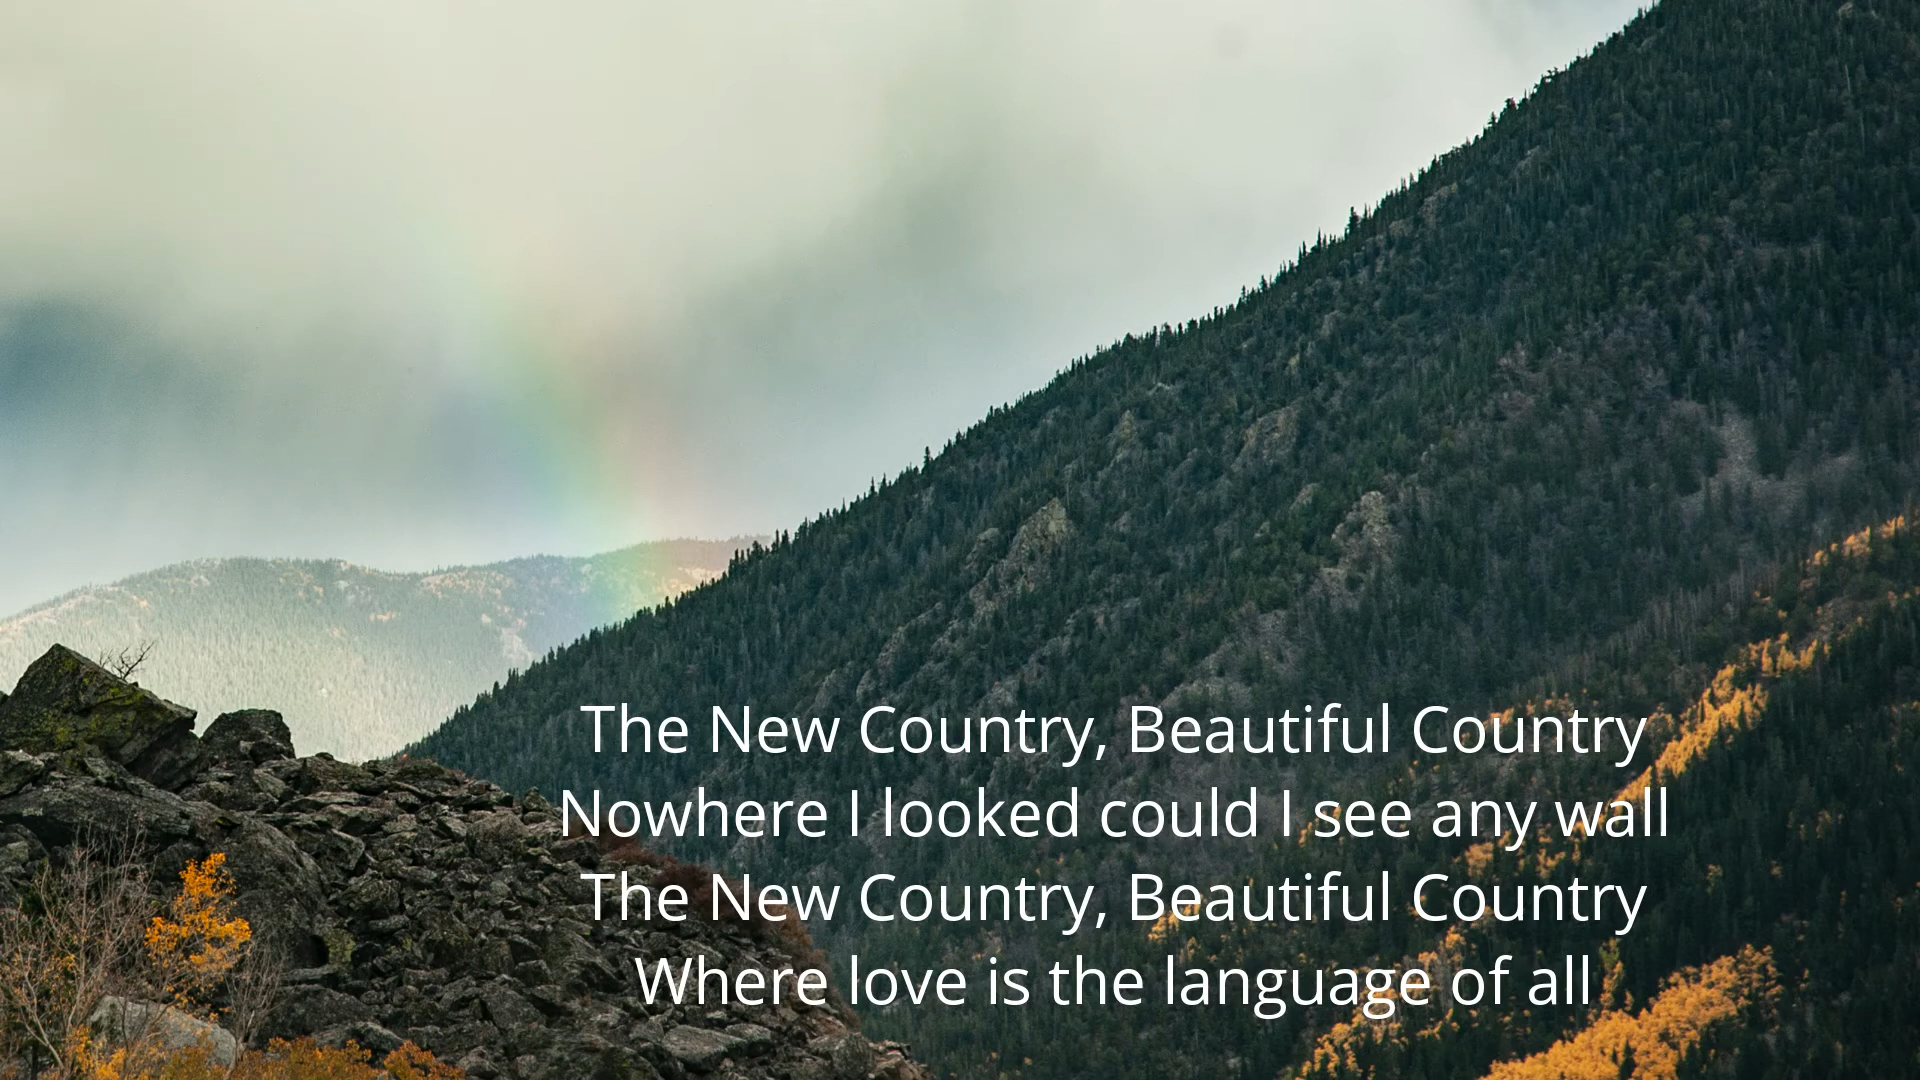 The New Country, Beautiful Country
Nowhere I looked could I see any wall
The New Country, Beautiful Country
Where love is the language of all